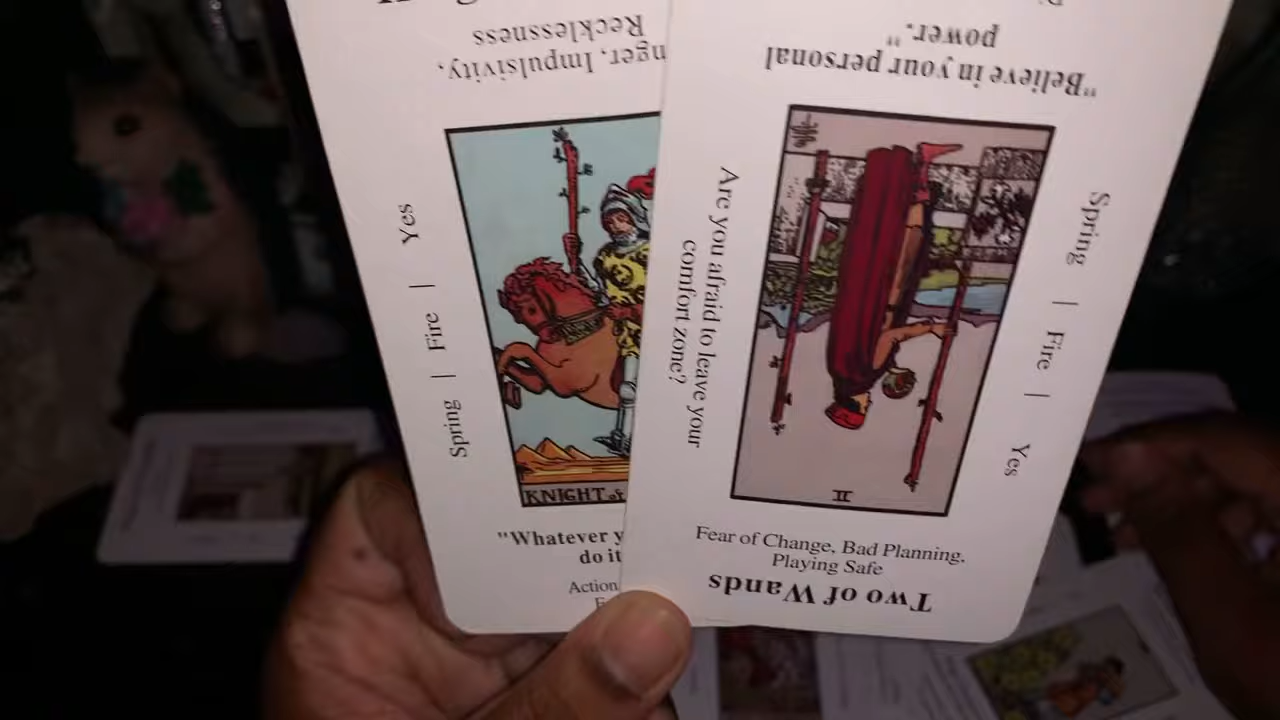 Recklessness
Impulsivity,
Yes
|
Fire
|
Spring
KNIGHT of
"Whatever
do it
Action
"Believe in your personal
power."
Are you afraid to leave your
comfort zone?
II
Spring
|
Fire
|
Yes
Fear of Change, Bad Planning,
Playing Safe
Two of Wands